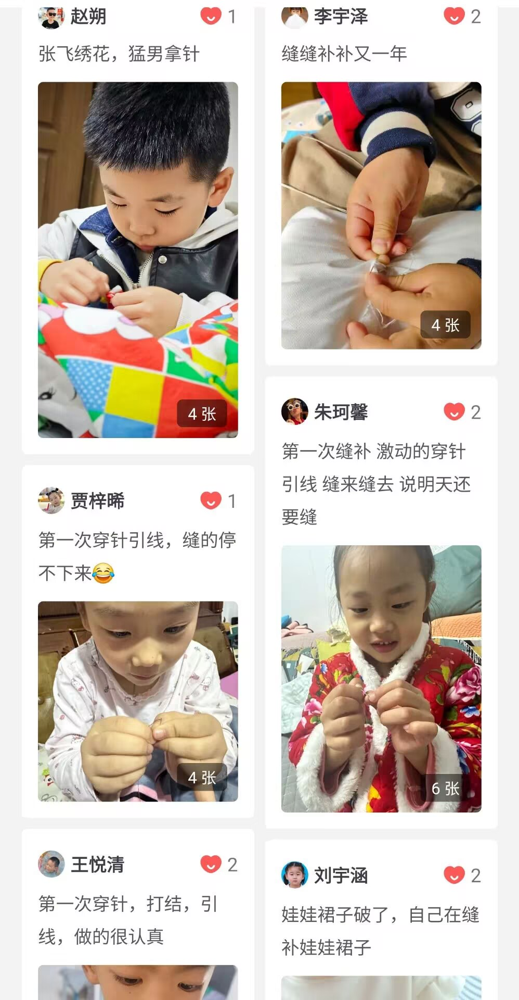 赵朔
1
张飞绣花，猛男拿针
4 张
贾梓晞
1
第一次穿针引线，缝的停
不下来😂
4 张
王悦清
2
第一次穿针，打结，引
线，做的很认真
李宇泽
2
缝缝补补又一年
4 张
朱珂馨
2
第一次缝补 激动的穿针
引线 缝来缝去 说明天还
要缝
6 张
刘宇涵
2
娃娃裙子破了，自己在缝
补娃娃裙子